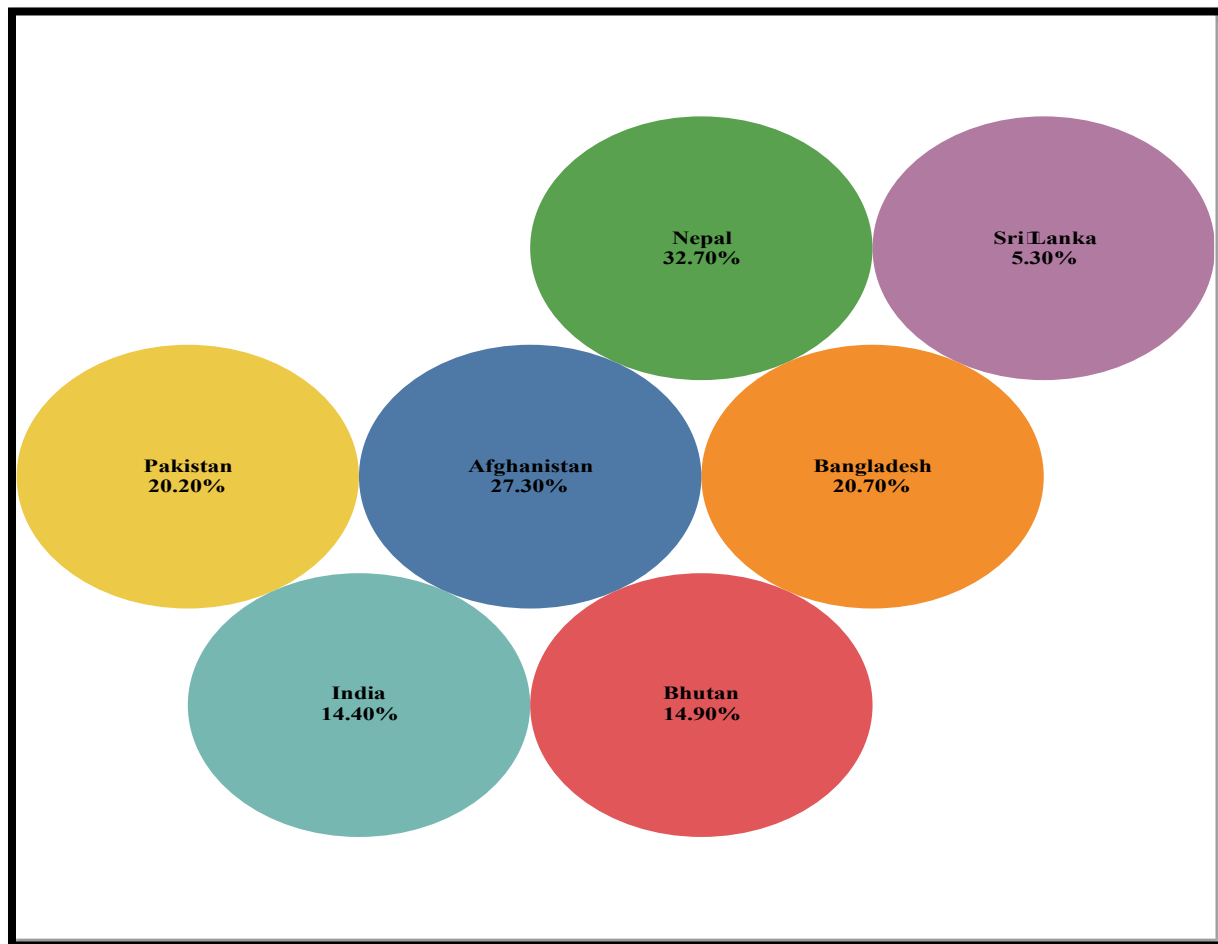 Nepal
32.70%
Sri Lanka
5.30%
Pakistan
20.20%
Afghanistan
27.30%
Bangladesh
20.70%
India
14.40%
Bhutan
14.90%